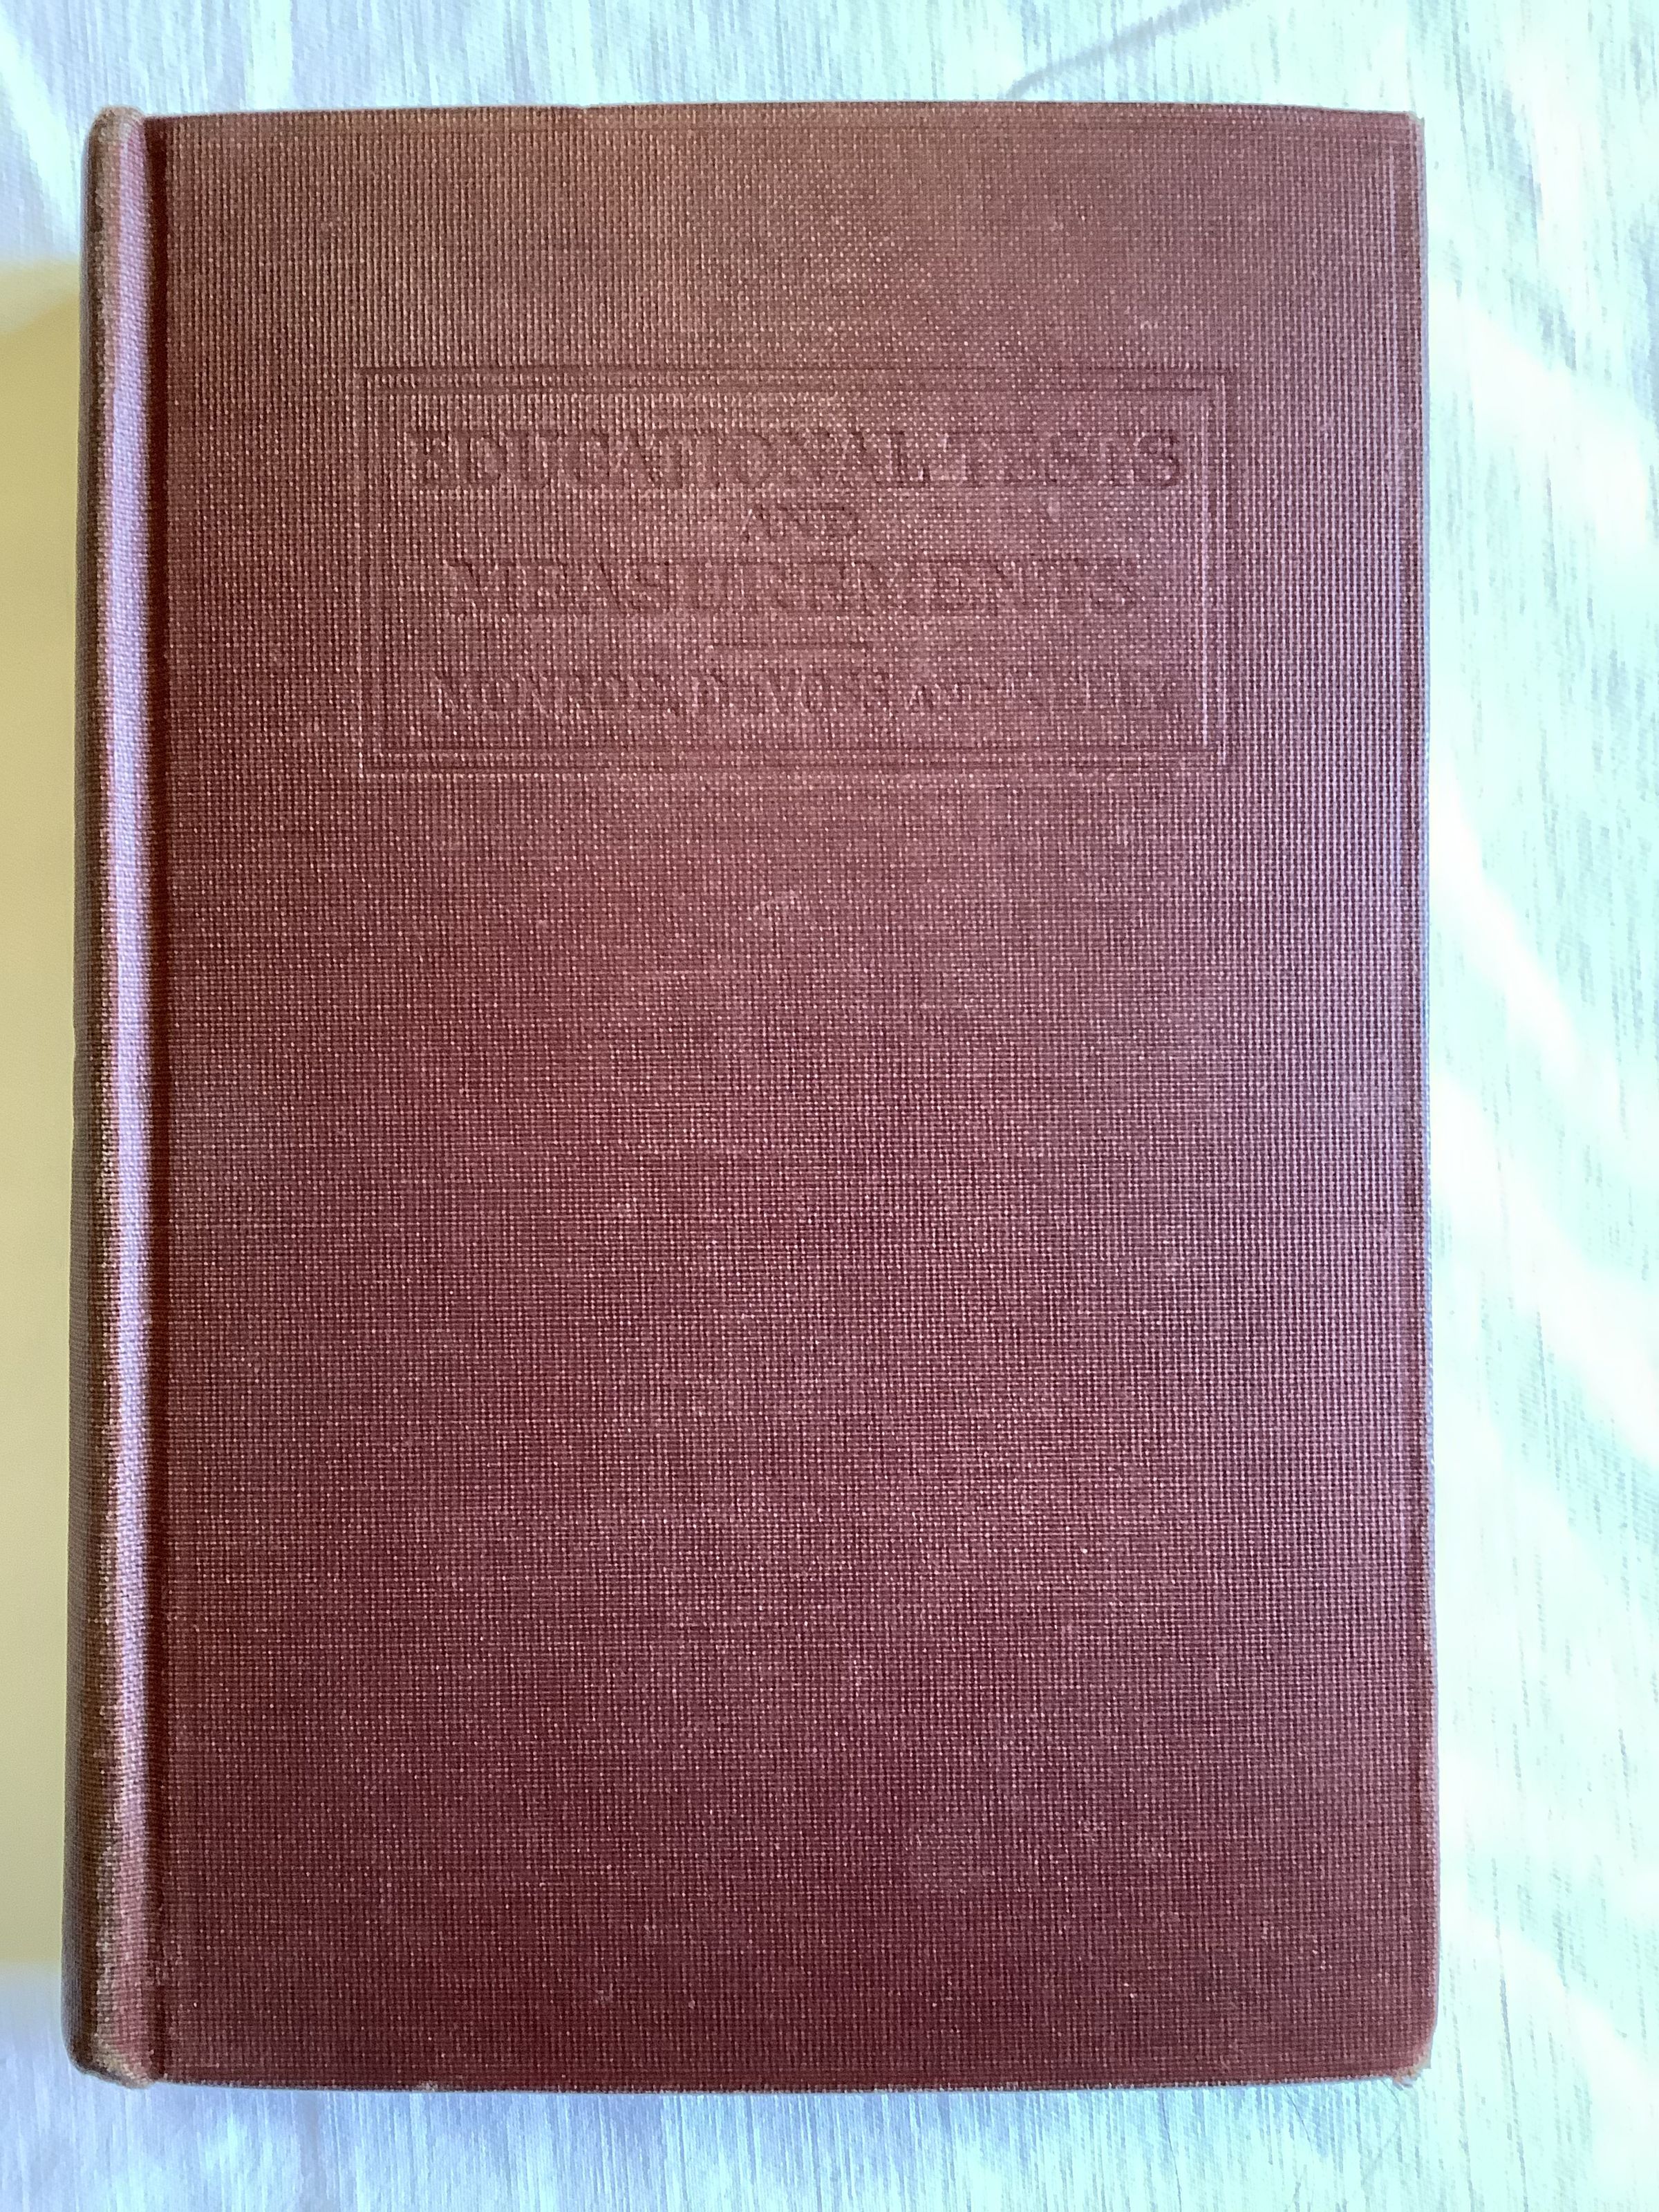 EDUCATIONAL TESTS
AND
MEASUREMENTS
MONROE, DEVOSS AND KELLY